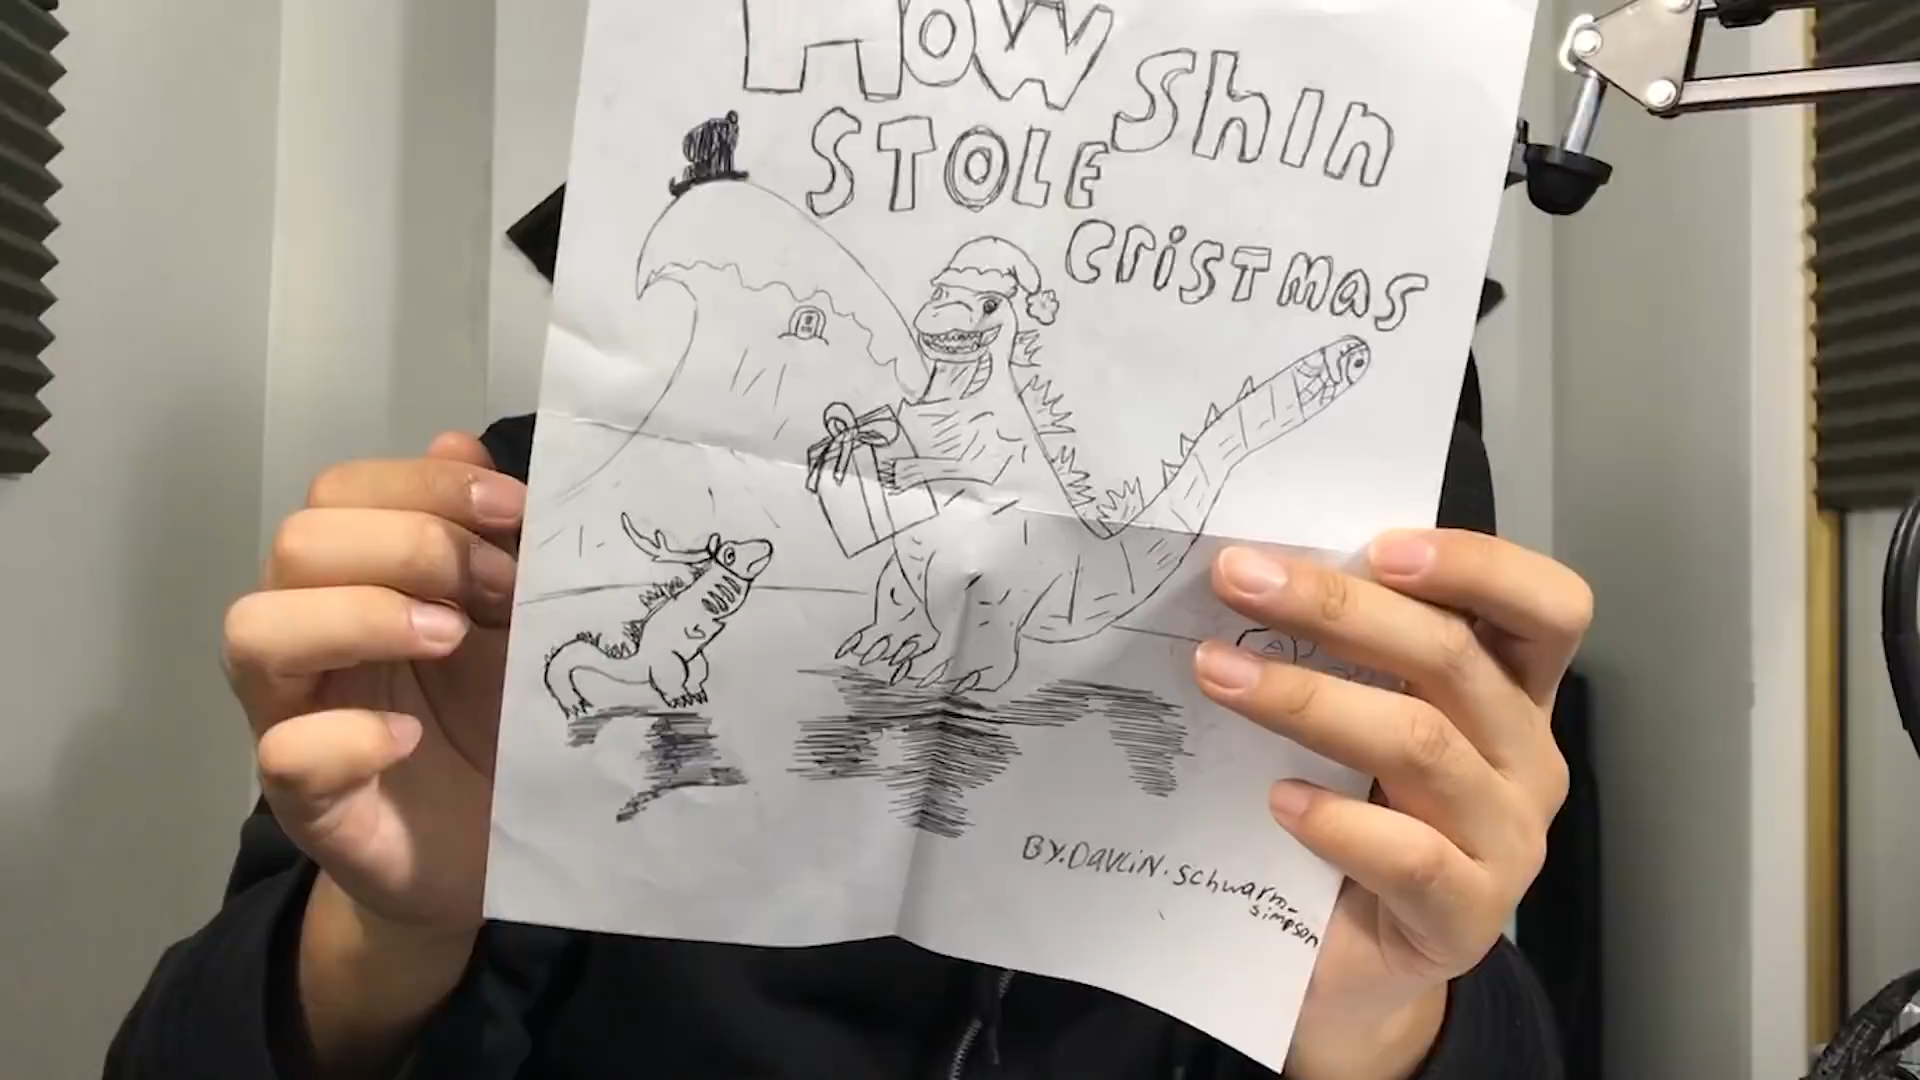 HOW Shin
STOLE
CriSTMas
BY.DaVLiN.schwarm-
simpson